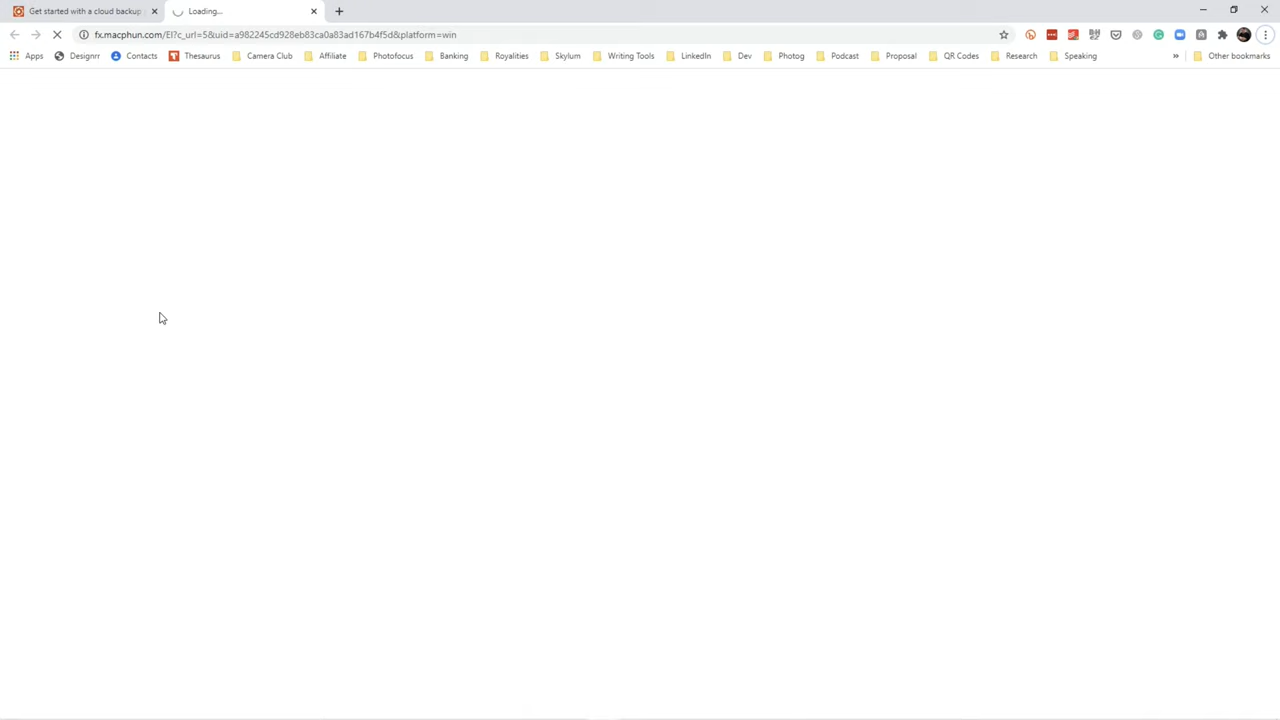 Get started with a cloud backup
Loading...
fx.macphun.com/EI?c_url=5&uid=a982245cd928eb83ca0a83ad167b4f5d&platform=win
Apps Designrr Contacts Thesaurus Camera Club Affiliate Photofocus Banking Royalities Skylum Writing Tools LinkedIn Dev Photog Podcast Proposal QR Codes Research Speaking » Other bookmarks